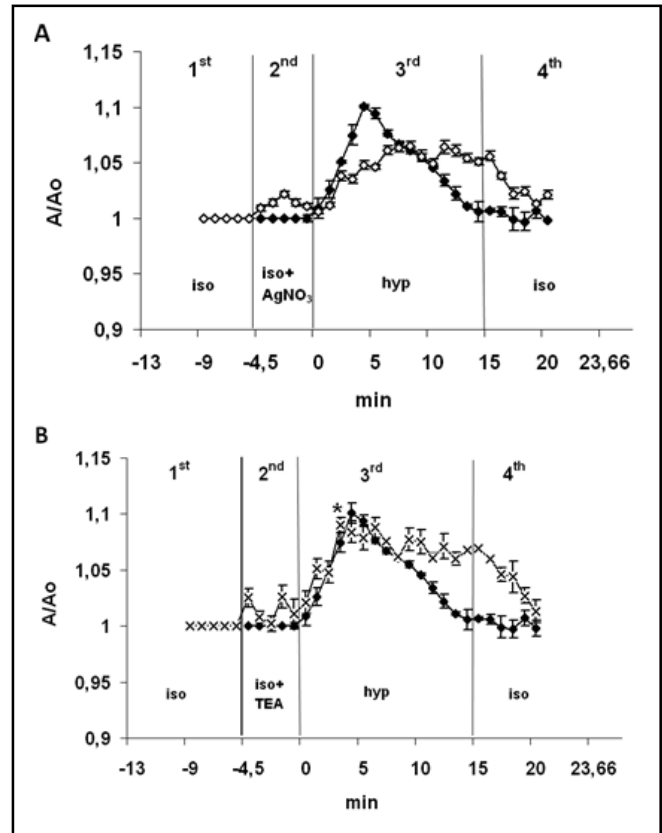 A
1,15
1st 2nd 3rd 4th
1,1
1,05
A/Ao
1
0,95
iso iso+ AgNO₃ hyp iso
0,9
-13 -9 -4,5 0 5 10 15 20 23,66
min
B
1,15
1st 2nd 3rd 4th
*
1,1
1,05
A/Ao
1
0,95
iso iso+ TEA hyp iso
0,9
-13 -9 -4,5 0 5 10 15 20 23,66
min